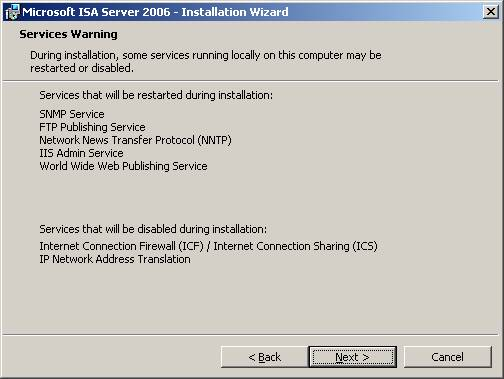 Microsoft ISA Server 2006 - Installation Wizard
Services Warning
During installation, some services running locally on this computer may be
restarted or disabled.
Services that will be restarted during installation:
SNMP Service
FTP Publishing Service
Network News Transfer Protocol (NNTP)
IIS Admin Service
World Wide Web Publishing Service
Services that will be disabled during installation:
Internet Connection Firewall (ICF) / Internet Connection Sharing (ICS)
IP Network Address Translation
< Back Next > Cancel